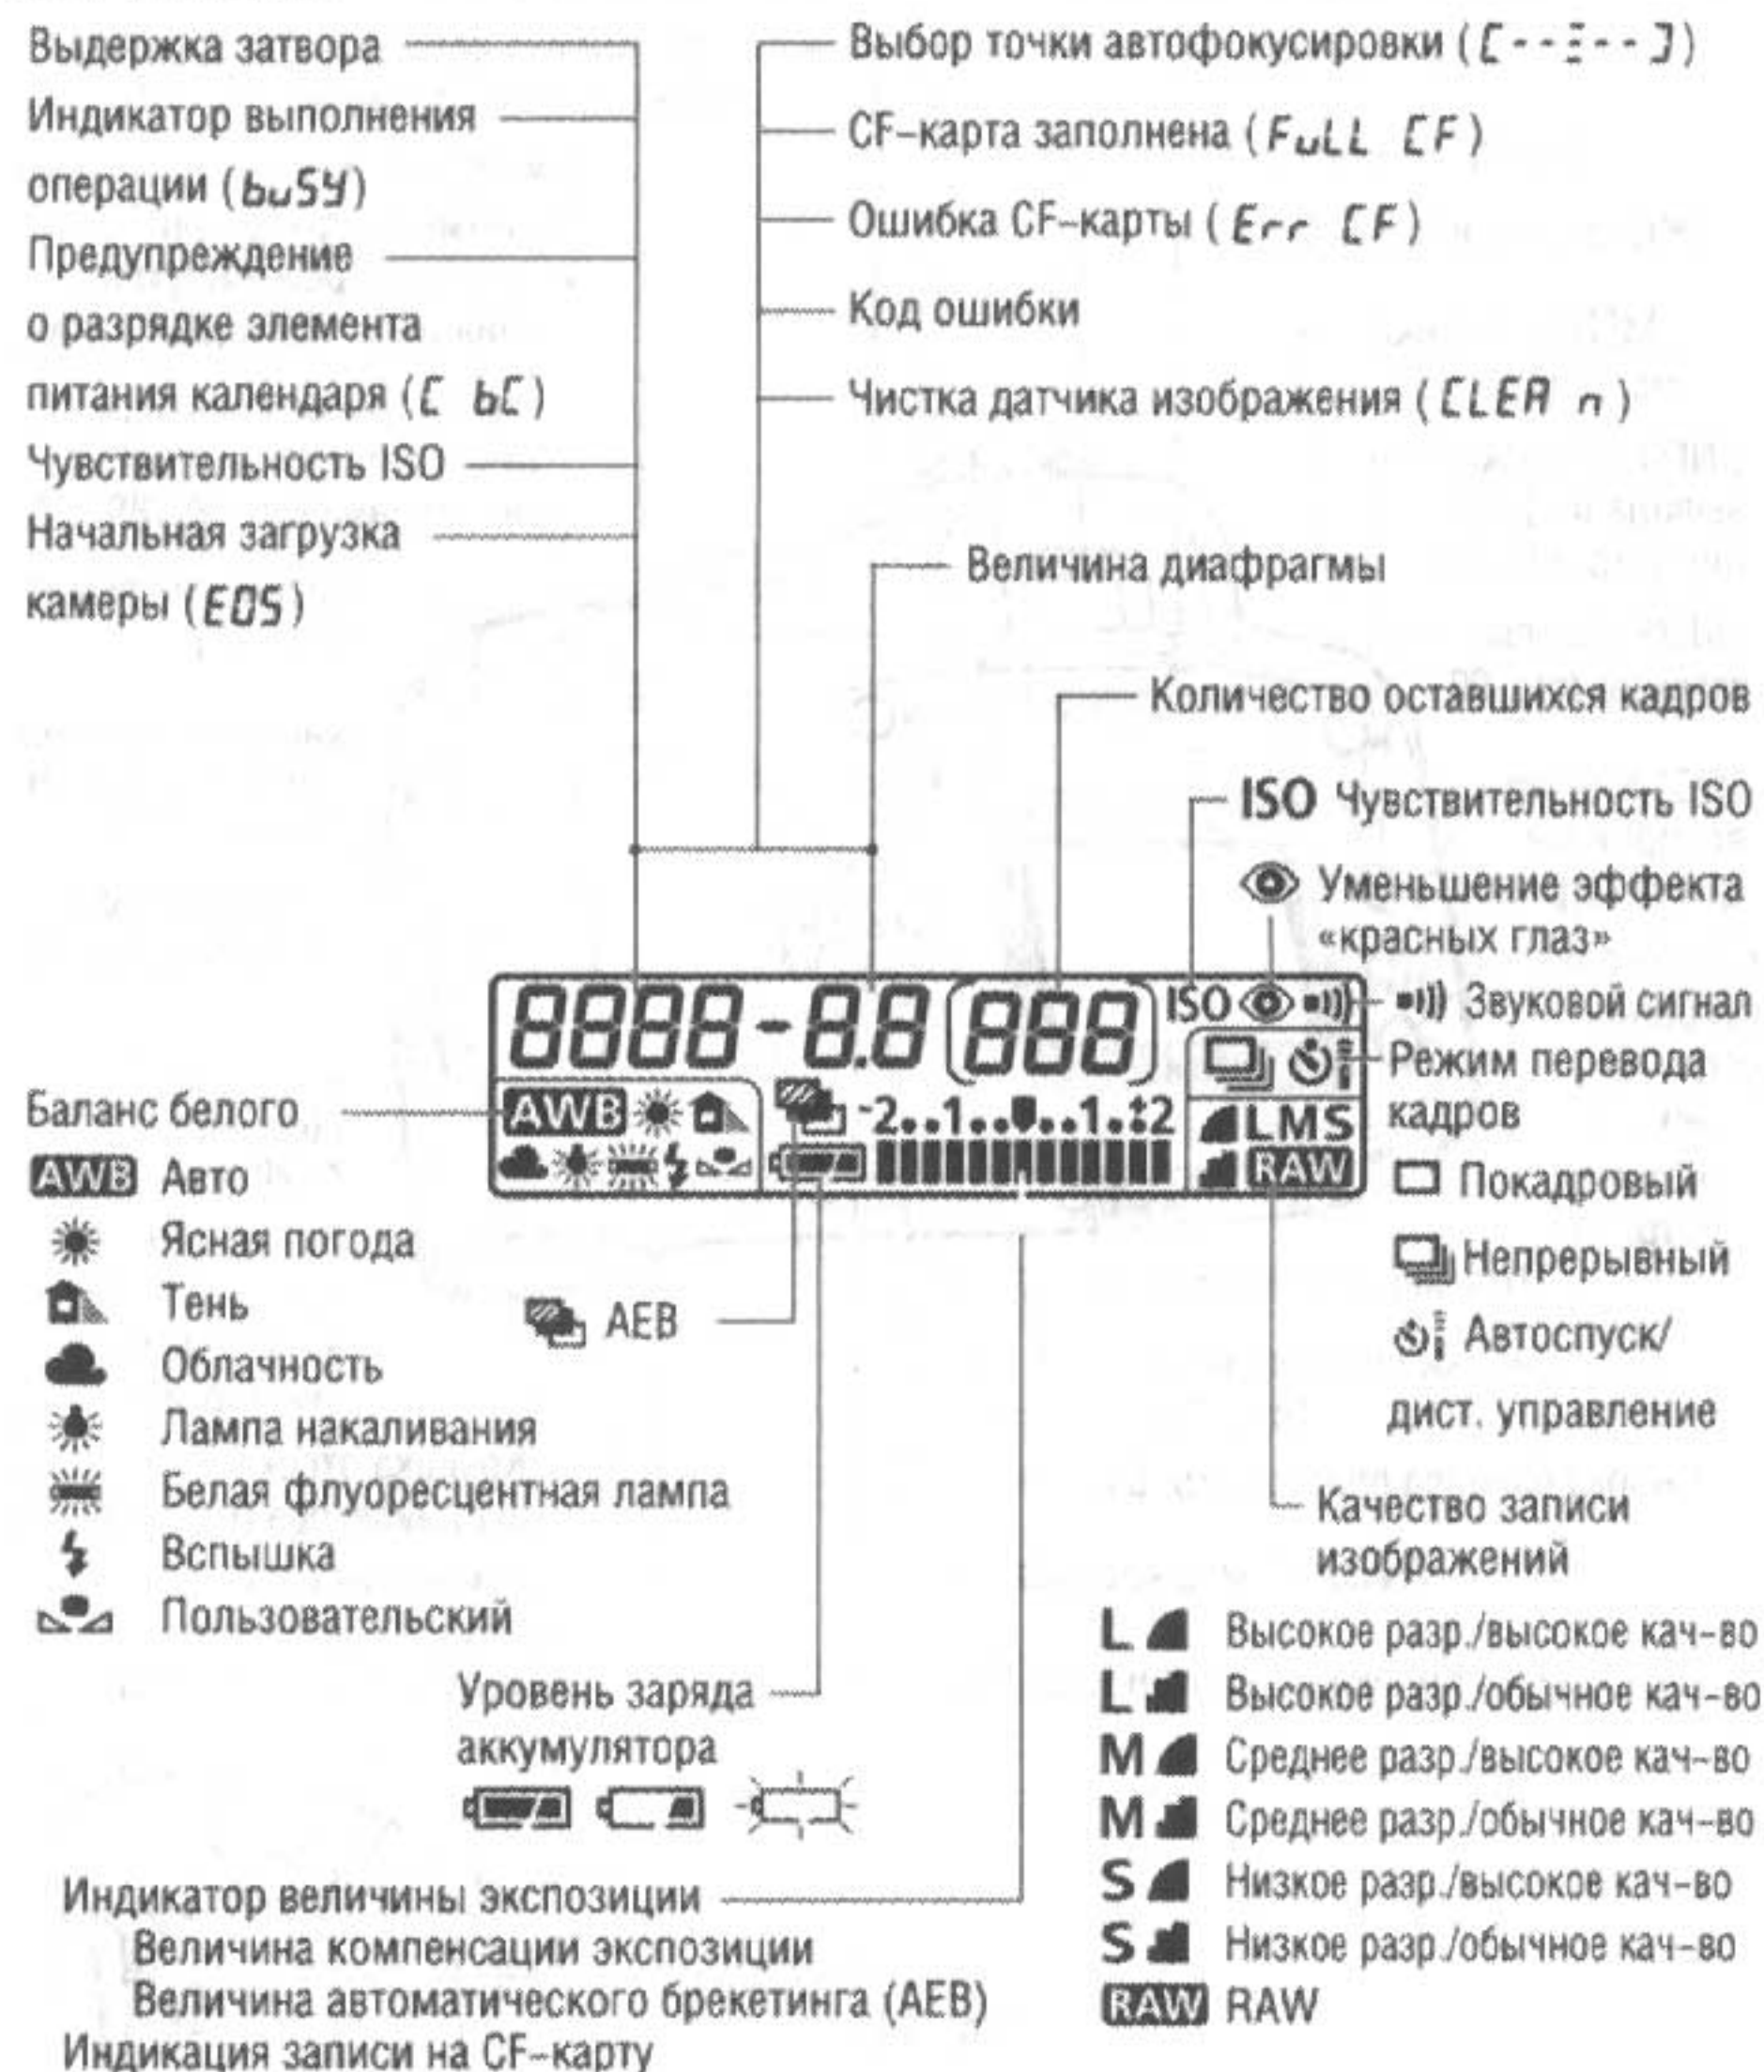 Выдержка затвора
Индикатор выполнения
операции (buSY)
Предупреждение
о разрядке элемента
питания календаря (C bC)
Чувствительность ISO
Начальная загрузка
камеры (EOS)
Выбор точки автофокусировки ([--:--])
CF-карта заполнена (FuLL CF)
Ошибка CF-карты (Err CF)
Код ошибки
Чистка датчика изображения (CLEA n)
Величина диафрагмы
Количество оставшихся кадров
ISO Чувствительность ISO
Уменьшение эффекта
«красных глаз»
8888-8.8 (888) ISO
Звуковой сигнал
Режим перевода
кадров
Покадровый
Непрерывный
Автоспуск/
дист. управление
AWB -2..1.. ..1.+2 LMS
RAW
Баланс белого
AWB Авто
Ясная погода
Тень
Облачность
Лампа накаливания
Белая флуоресцентная лампа
Вспышка
Пользовательский
AEB
Уровень заряда
аккумулятора
Индикатор величины экспозиции
Величина компенсации экспозиции
Величина автоматического брекетинга (AEB)
Индикация записи на CF-карту
Качество записи
изображений
L Высокое разр./высокое кач-во
L Высокое разр./обычное кач-во
M Среднее разр./высокое кач-во
M Среднее разр./обычное кач-во
S Низкое разр./высокое кач-во
S Низкое разр./обычное кач-во
RAW RAW